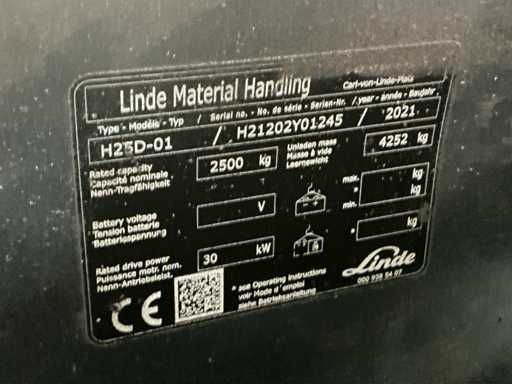 Linde Material Handling
Carl-von-Linde-Platz
Type - Modèle - Typ / Serial no. - No. de série - Serien-Nr. / year - année - Baujahr
H25D-01 / H21202Y01245 / 2021
Rated capacity
Capacité nominale
Nenn-Tragfähigkeit
2500 kg
Unladen mass
Masse à vide
Leergewicht
4252 kg
Battery voltage
Tension batterie
Batteriespannung
V
max. kg
* kg
min.
Rated drive power
Puissance motr. nom.
Nenn-Antriebsleist.
30 kW
* kg
* see Operating instructions
voir Mode d'emploi
siehe Betriebsanleitung
Linde
CE